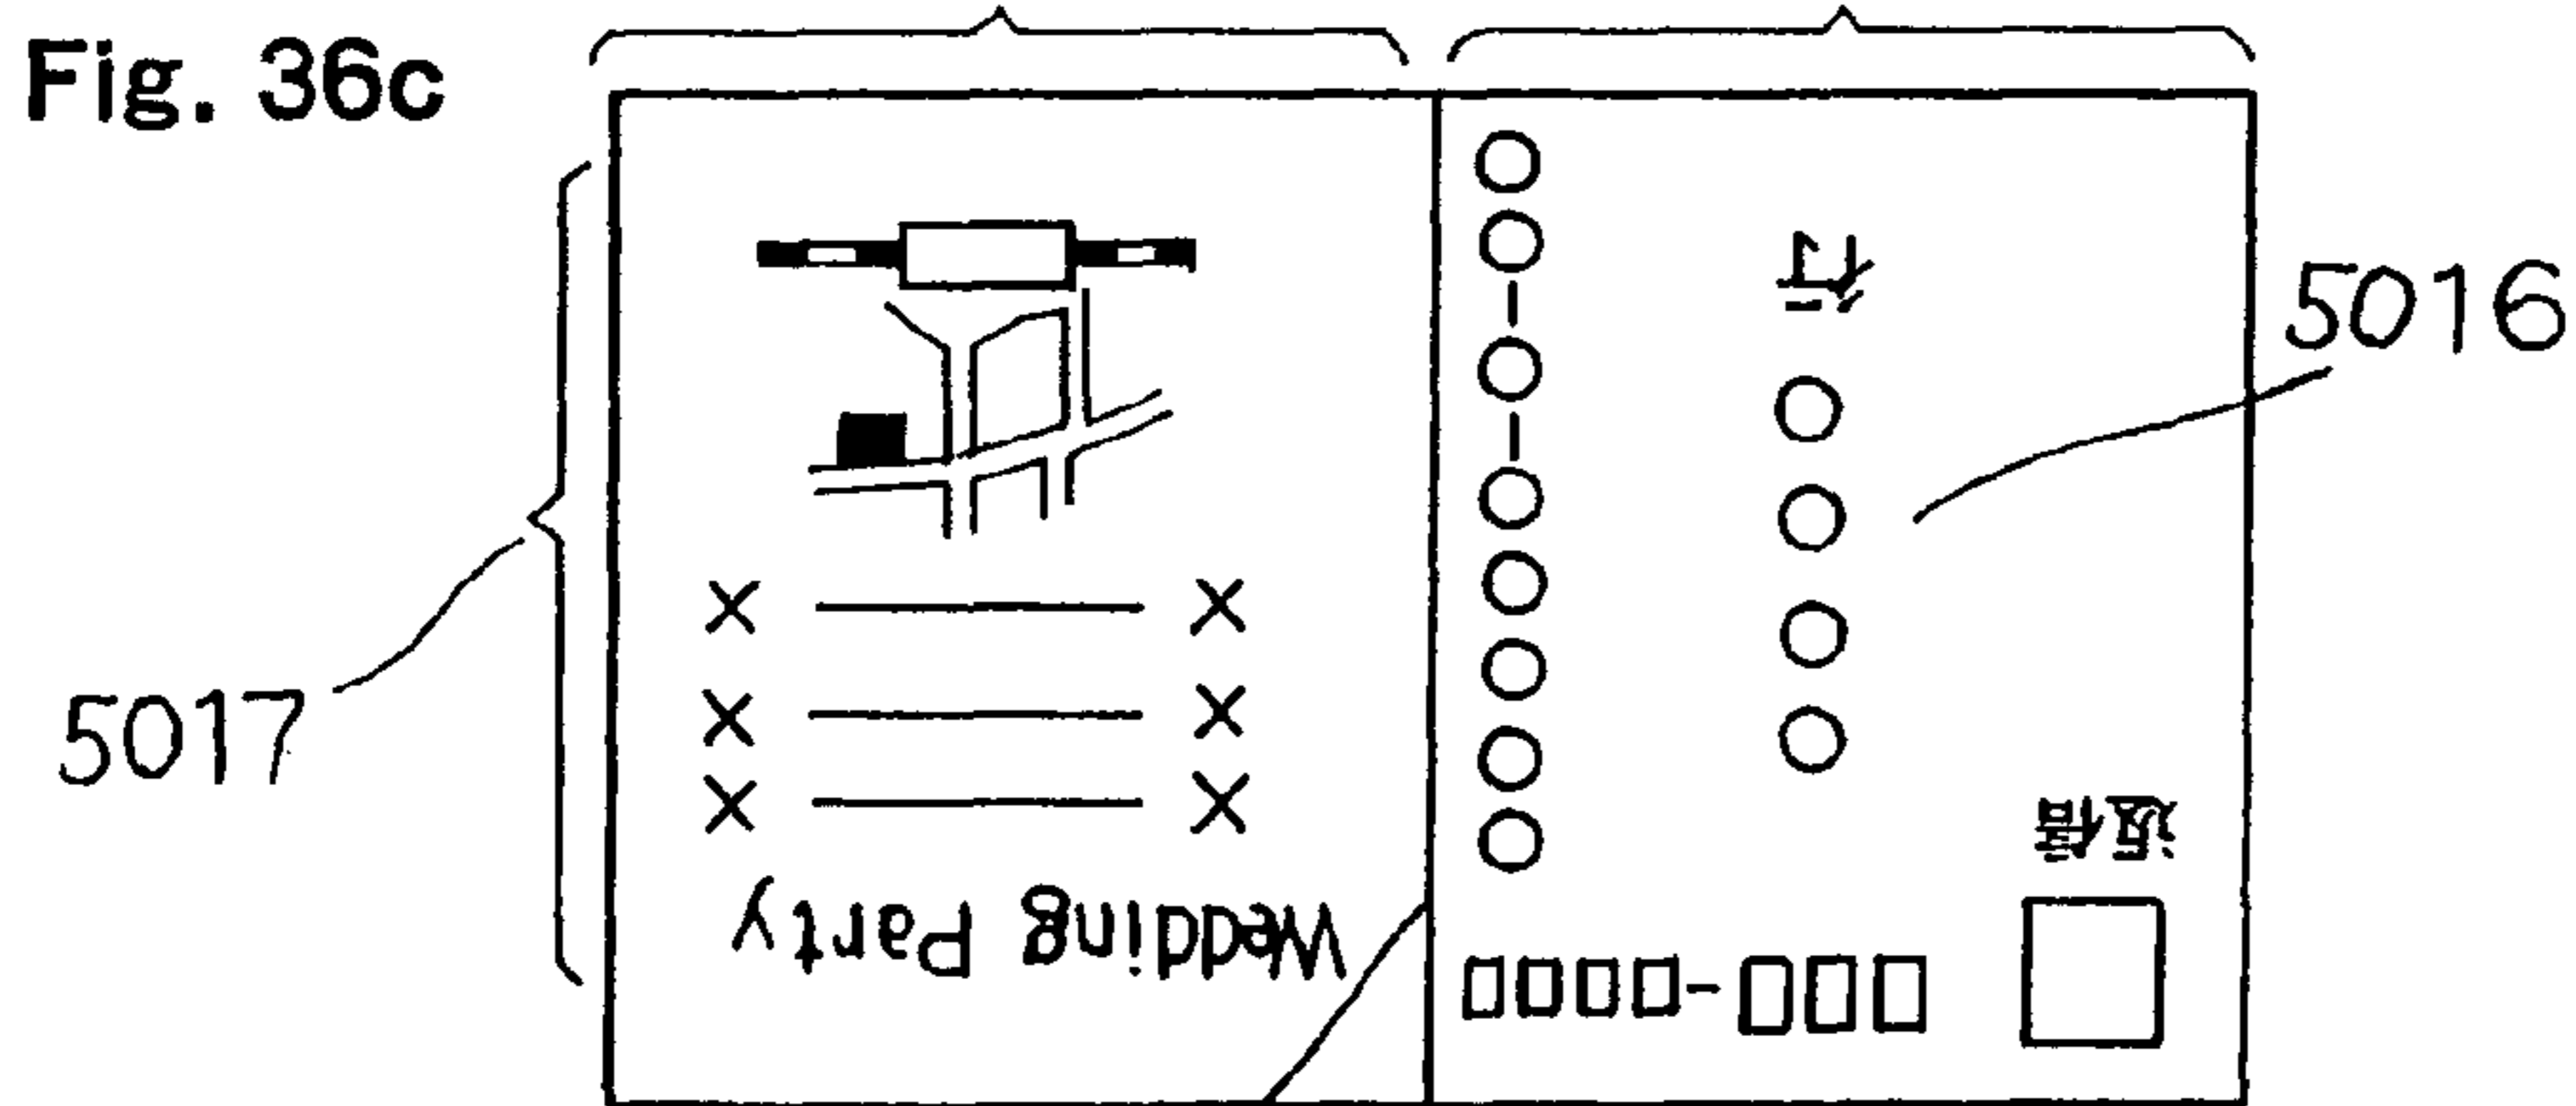 Fig. 36c
5017
5016
Wedding Party
×　×
×　×
×　×
返信
○○○○行
○○-○-○○○○○